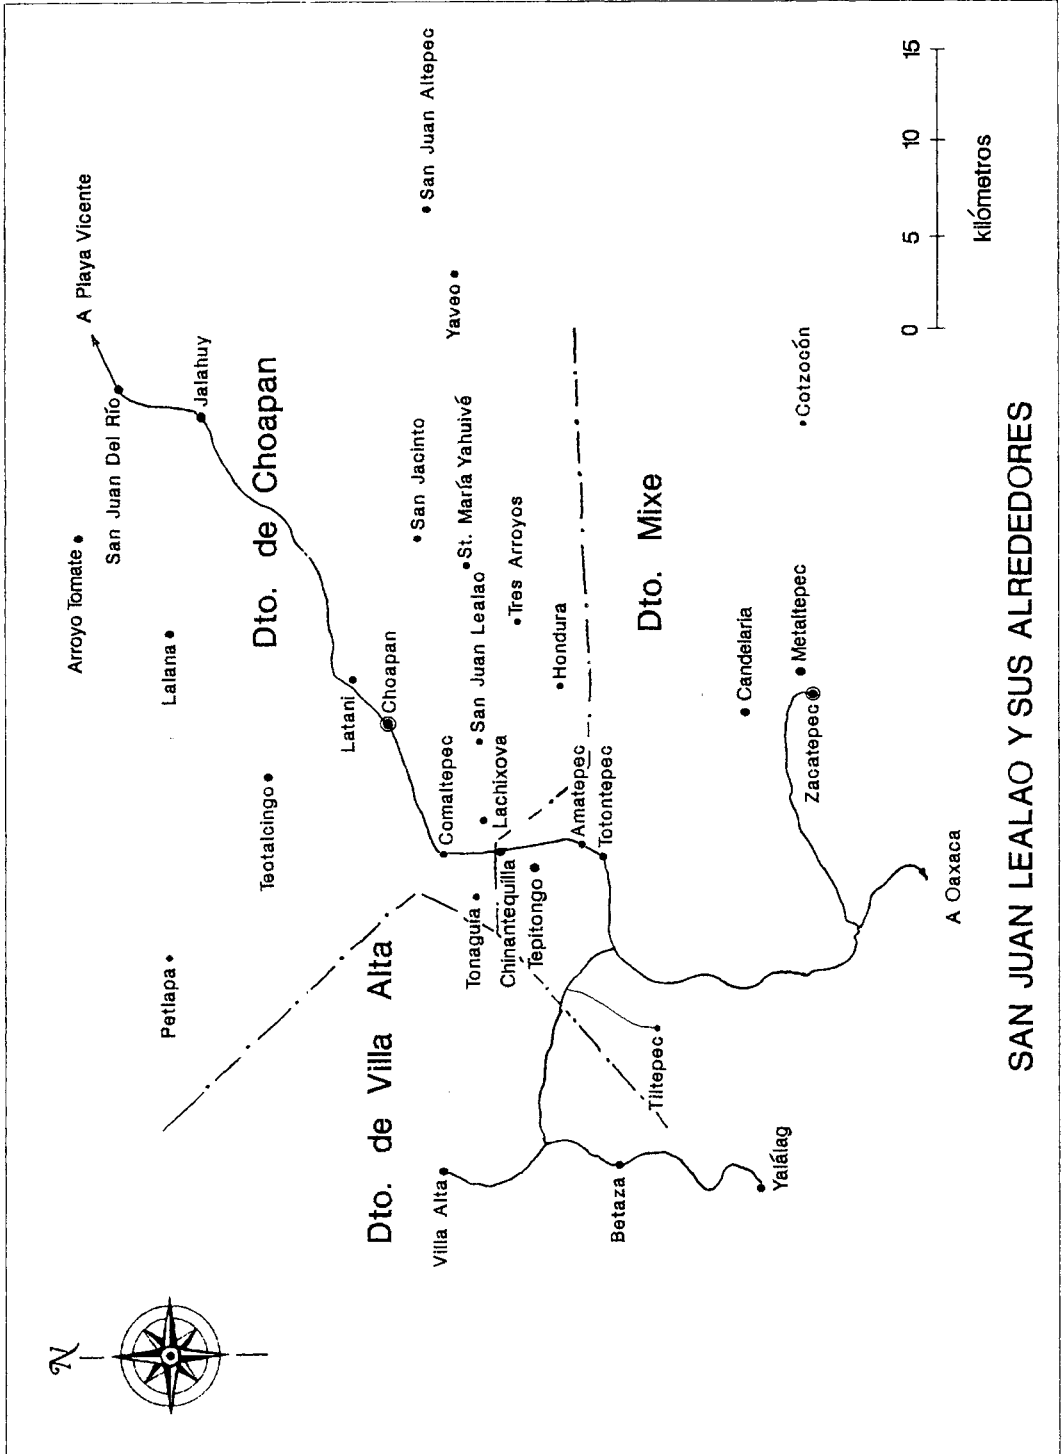 N
A Playa Vicente
San Juan Del Río
Jalahuy
Arroyo Tomate
Lalana
Petlapa
Dto. de Choapan
Teotalcingo
Latani
Choapan
San Jacinto
San Juan Altepec
Yaveo
Dto. de Villa Alta
Villa Alta
Comaltepec
St. María Yahuivé
San Juan Lealao
Lachixova
Tonaguía
Chinantequilla
Tepitongo
Tres Arroyos
Hondura
Amatepec
Totontepec
Dto. Mixe
Betaza
Tiltepec
Yalálag
Candelaria
Metaltepec
Zacatepec
Cotzocón
A Oaxaca
0 5 10 15
kilómetros
SAN JUAN LEALAO Y SUS ALREDEDORES